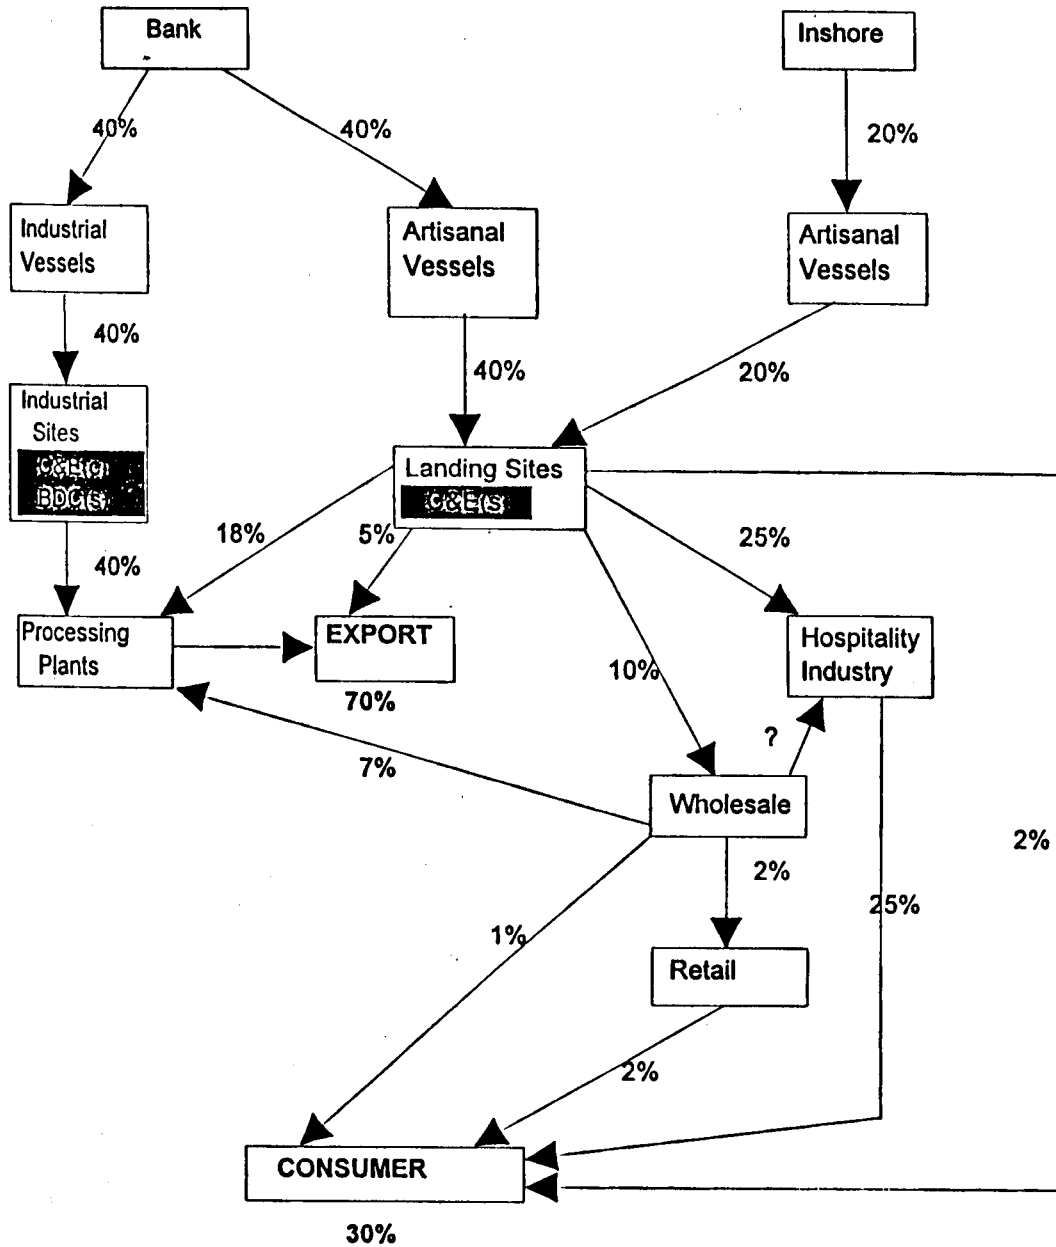 Bank
Inshore
40%
40%
20%
Industrial
Vessels
Artisanal
Vessels
Artisanal
Vessels
40%
40%
20%
Industrial
Sites
C&E(c)
BDC(s)
Landing Sites
C&E(s)
40%
18%
5%
25%
Processing
Plants
EXPORT
70%
10%
Hospitality
Industry
?
7%
Wholesale
2%
2%
25%
1%
Retail
2%
CONSUMER
30%